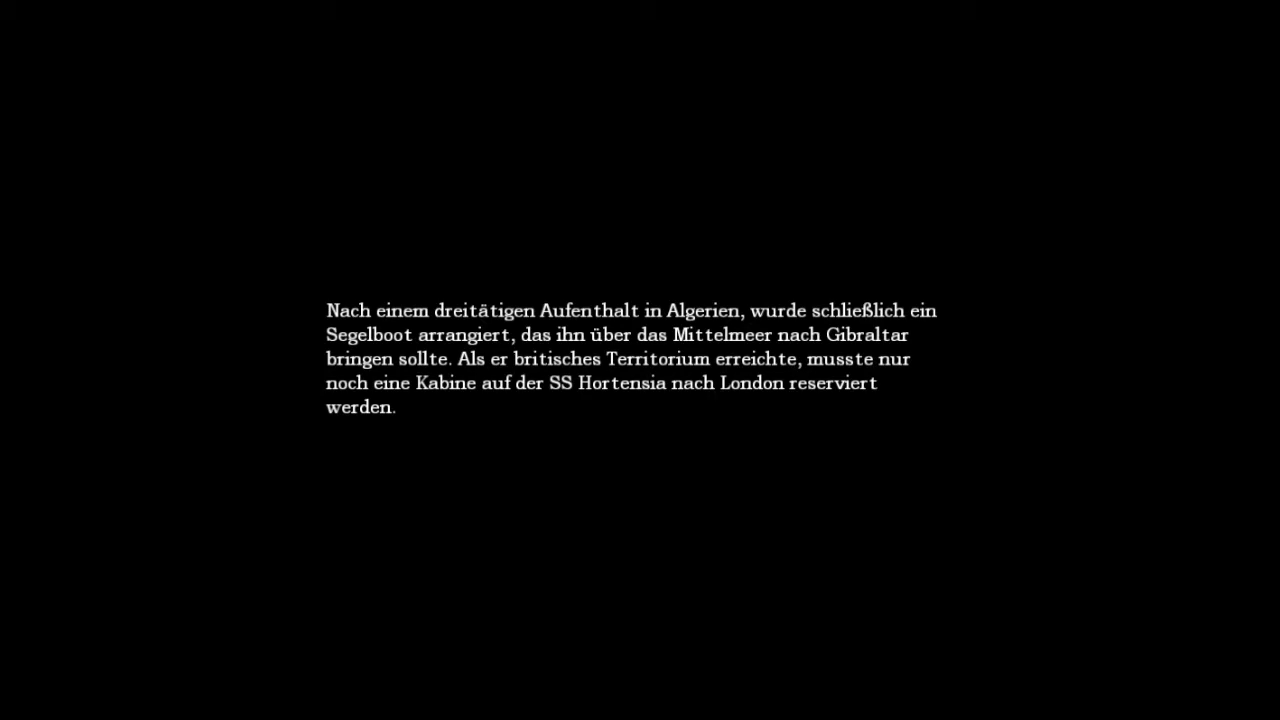 Nach einem dreitätigen Aufenthalt in Algerien, wurde schließlich ein
Segelboot arrangiert, das ihn über das Mittelmeer nach Gibraltar
bringen sollte. Als er britisches Territorium erreichte, musste nur
noch eine Kabine auf der SS Hortensia nach London reserviert
werden.